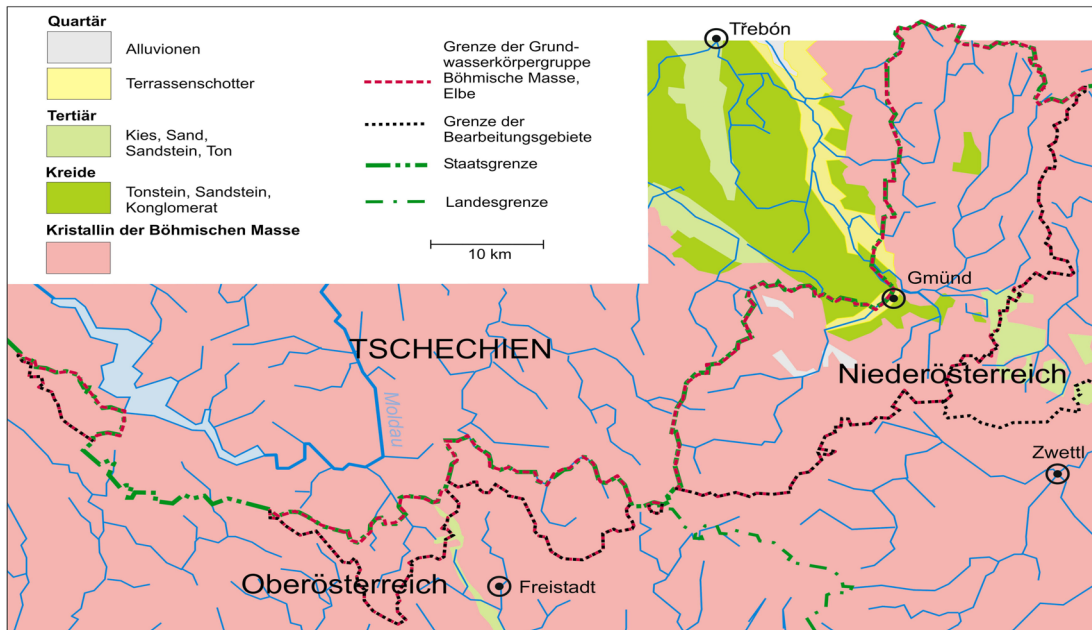 Quartär
Alluvionen
Terrassenschotter
Tertiär
Kies, Sand,
Sandstein, Ton
Kreide
Tonstein, Sandstein,
Konglomerat
Kristallin der Böhmischen Masse
Grenze der Grund-
wasserkörpergruppe
Böhmische Masse,
Elbe
Grenze der
Bearbeitungsgebiete
Staatsgrenze
Landesgrenze
10 km
Třebón
Gmünd
TSCHECHIEN
Niederösterreich
Moldau
Zwettl
Oberösterreich
Freistadt